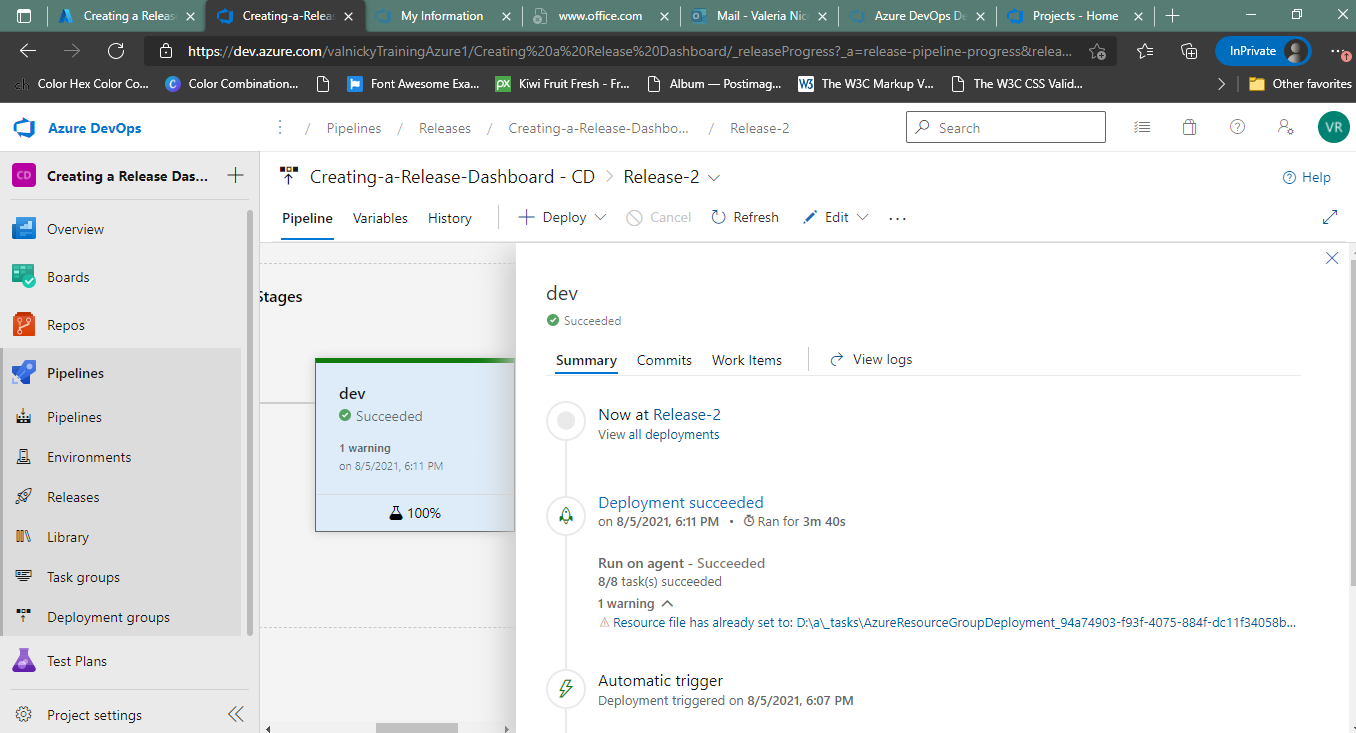 Creating a Releas
Creating-a-Releas
My Information
www.office.com
Mail - Valeria Nic
Azure DevOps De
Projects - Home
https://dev.azure.com/valnickyTrainingAzure1/Creating%20a%20Release%20Dashboard/_releaseProgress?_a=release-pipeline-progress&relea...
InPrivate
ch Color Hex Color Co...
C Color Combination...
Font Awesome Exa...
px Kiwi Fruit Fresh - Fr...
Album — Postimag...
W3 The W3C Markup V...
The W3C CSS Valid...
Other favorites
Azure DevOps
/ Pipelines / Releases / Creating-a-Release-Dashbo... / Release-2
Search
VR
CD Creating a Release Das...
Overview
Boards
Repos
Pipelines
Pipelines
Environments
Releases
Library
Task groups
Deployment groups
Test Plans
Project settings
Creating-a-Release-Dashboard - CD > Release-2
Help
Pipeline Variables History
Deploy Cancel Refresh Edit ...
Stages
dev
Succeeded
1 warning
on 8/5/2021, 6:11 PM
100%
dev
Succeeded
Summary Commits Work Items View logs
Now at Release-2
View all deployments
Deployment succeeded
on 8/5/2021, 6:11 PM • Ran for 3m 40s
Run on agent - Succeeded
8/8 task(s) succeeded
1 warning
Resource file has already set to: D:\a\_tasks\AzureResourceGroupDeployment_94a74903-f93f-4075-884f-dc11f34058b...
Automatic trigger
Deployment triggered on 8/5/2021, 6:07 PM